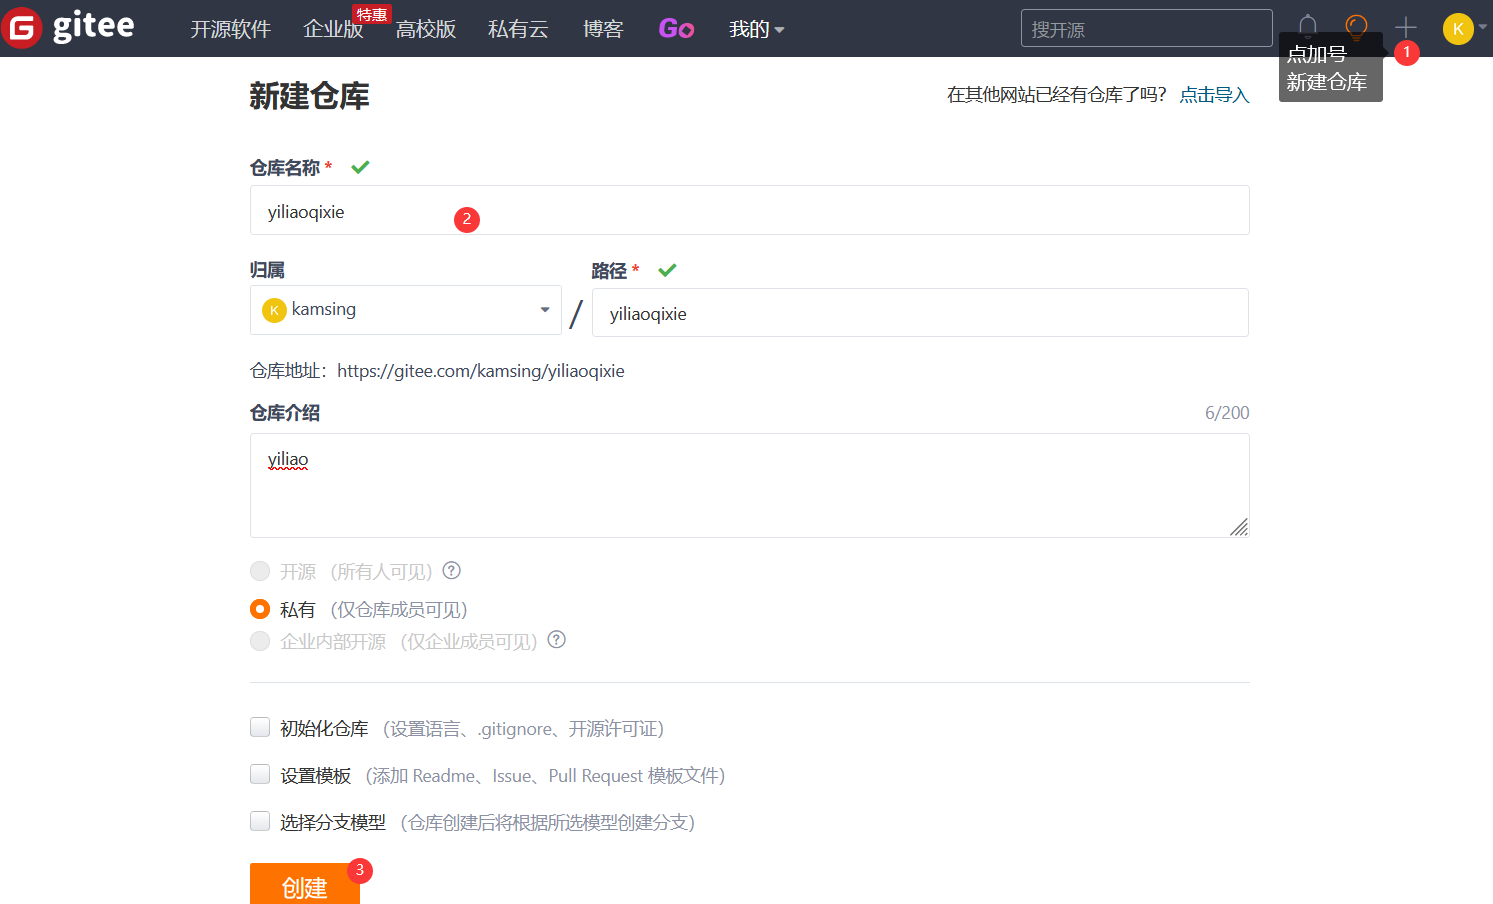 gitee
开源软件 企业版 特惠 高校版 私有云 博客 Go 我的 搜开源 K
点加号 1
新建仓库
新建仓库 在其他网站已经有仓库了吗? 点击导入
仓库名称 *
yiliaoqixie 2
归属 路径 *
K kamsing / yiliaoqixie
仓库地址：https://gitee.com/kamsing/yiliaoqixie
仓库介绍 6/200
yiliao
开源 （所有人可见） ?
私有 （仅仓库成员可见）
企业内部开源 （仅企业成员可见） ?
初始化仓库 （设置语言、.gitignore、开源许可证）
设置模板 （添加 Readme、Issue、Pull Request 模板文件）
选择分支模型 （仓库创建后将根据所选模型创建分支）
创建 3